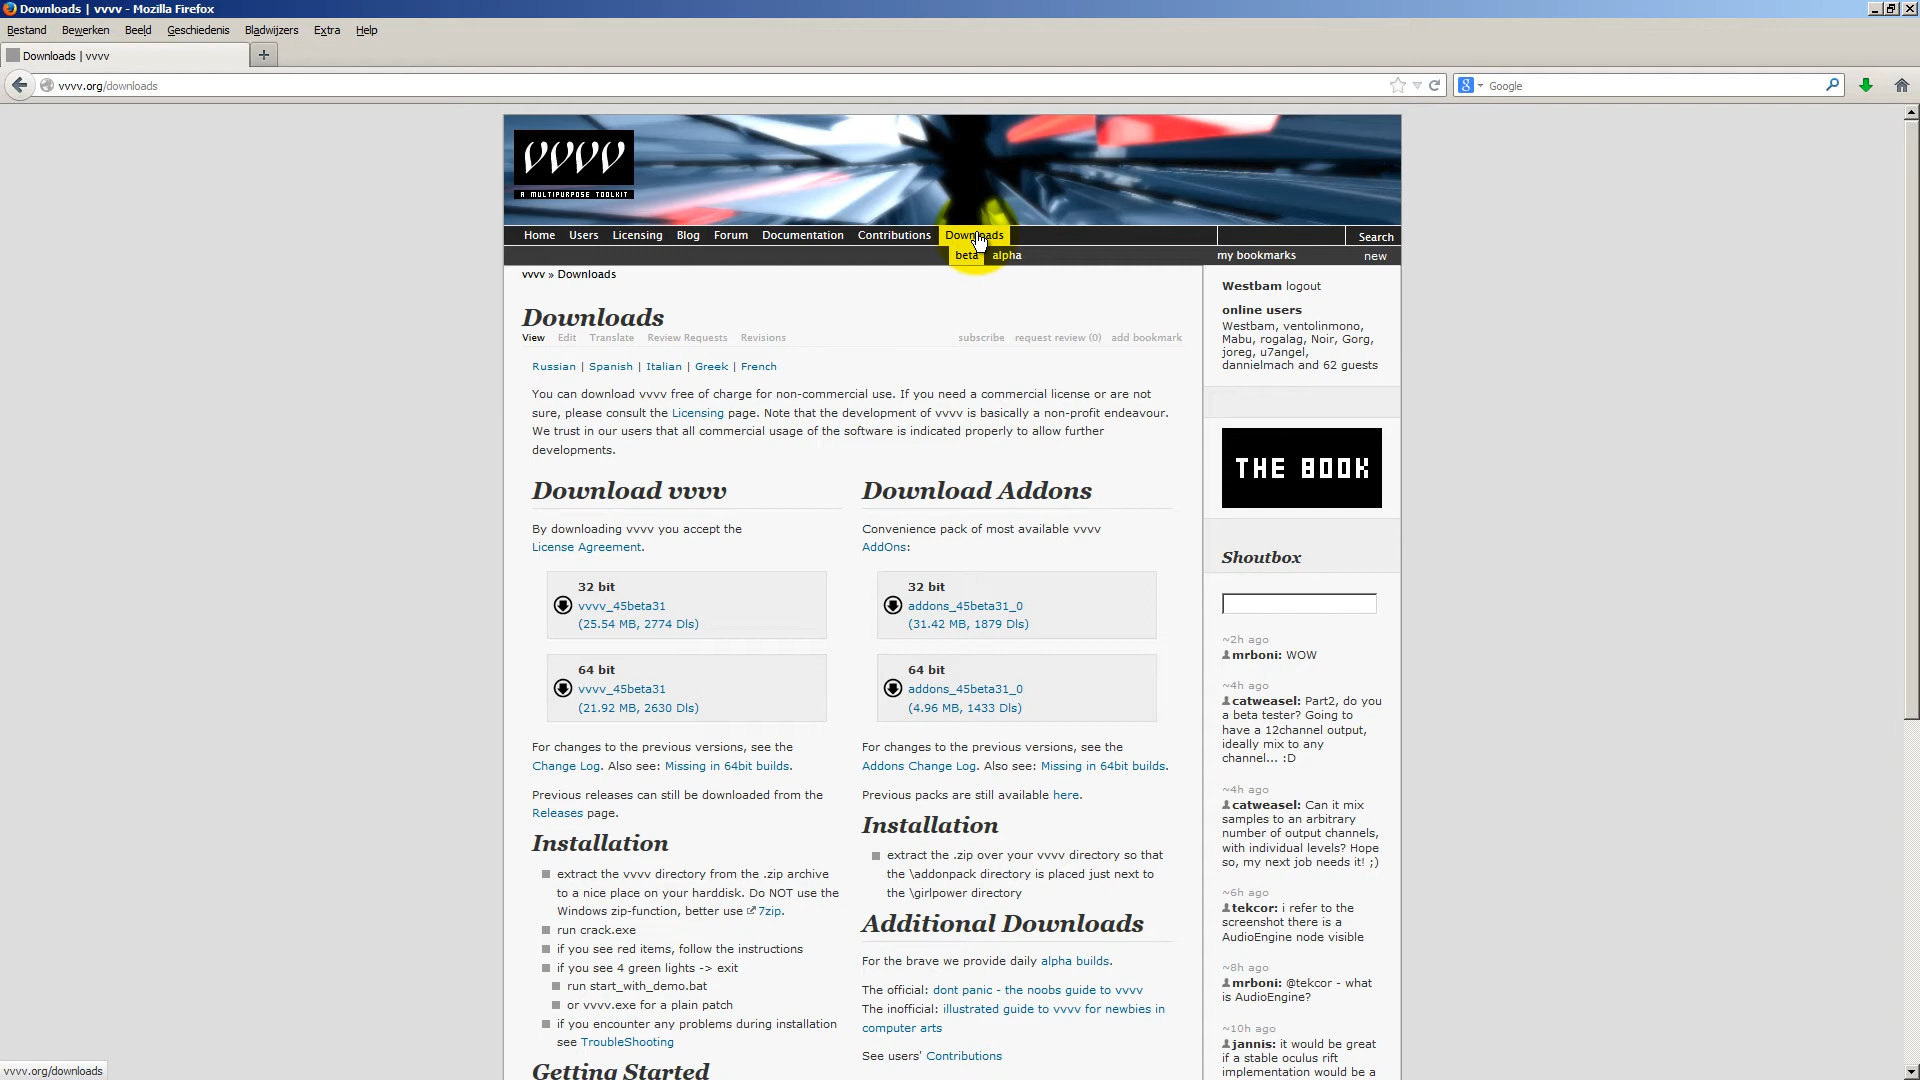 Downloads | vvvv - Mozilla Firefox
Bestand Bewerken Beeld Geschiedenis Bladwijzers Extra Help
Downloads | vvvv
vvvv.org/downloads
Google
vvvv
A MULTIPURPOSE TOOLKIT
Home Users Licensing Blog Forum Documentation Contributions Downloads Search
beta alpha my bookmarks new
vvvv » Downloads
Downloads
View Edit Translate Review Requests Revisions subscribe request review (0) add bookmark
Russian | Spanish | Italian | Greek | French
You can download vvvv free of charge for non-commercial use. If you need a commercial license or are not
sure, please consult the Licensing page. Note that the development of vvvv is basically a non-profit endeavour.
We trust in our users that all commercial usage of the software is indicated properly to allow further
developments.
Download vvvv
By downloading vvvv you accept the
License Agreement.
32 bit
vvvv_45beta31
(25.54 MB, 2774 Dls)
64 bit
vvvv_45beta31
(21.92 MB, 2630 Dls)
For changes to the previous versions, see the
Change Log. Also see: Missing in 64bit builds.
Previous releases can still be downloaded from the
Releases page.
Installation
extract the vvvv directory from the .zip archive
to a nice place on your harddisk. Do NOT use the
Windows zip-function, better use 7zip.
run crack.exe
if you see red items, follow the instructions
if you see 4 green lights -> exit
run start_with_demo.bat
or vvvv.exe for a plain patch
if you encounter any problems during installation
see TroubleShooting
Getting Started
Download Addons
Convenience pack of most available vvvv
AddOns:
32 bit
addons_45beta31_0
(31.42 MB, 1879 Dls)
64 bit
addons_45beta31_0
(4.96 MB, 1433 Dls)
For changes to the previous versions, see the
Addons Change Log. Also see: Missing in 64bit builds.
Previous packs are still available here.
Installation
extract the .zip over your vvvv directory so that
the \addonpack directory is placed just next to
the \girlpower directory
Additional Downloads
For the brave we provide daily alpha builds.
The official: dont panic - the noobs guide to vvvv
The inofficial: illustrated guide to vvvv for newbies in
computer arts
See users' Contributions
Westbam logout
online users
Westbam, ventolinmono,
Mabu, rogalag, Noir, Gorg,
joreg, u7angel,
dannielmach and 62 guests
THE BOOK
Shoutbox
~2h ago
mrboni: WOW
~4h ago
catweasel: Part2, do you
a beta tester? Going to
have a 12channel output,
ideally mix to any
channel... :D
~4h ago
catweasel: Can it mix
samples to an arbitrary
number of output channels,
with individual levels? Hope
so, my next job needs it! ;)
~6h ago
tekcor: i refer to the
screenshot there is a
AudioEngine node visible
~8h ago
mrboni: @tekcor - what
is AudioEngine?
~10h ago
jannis: it would be great
if a stable oculus rift
implementation would be a
vvvv.org/downloads